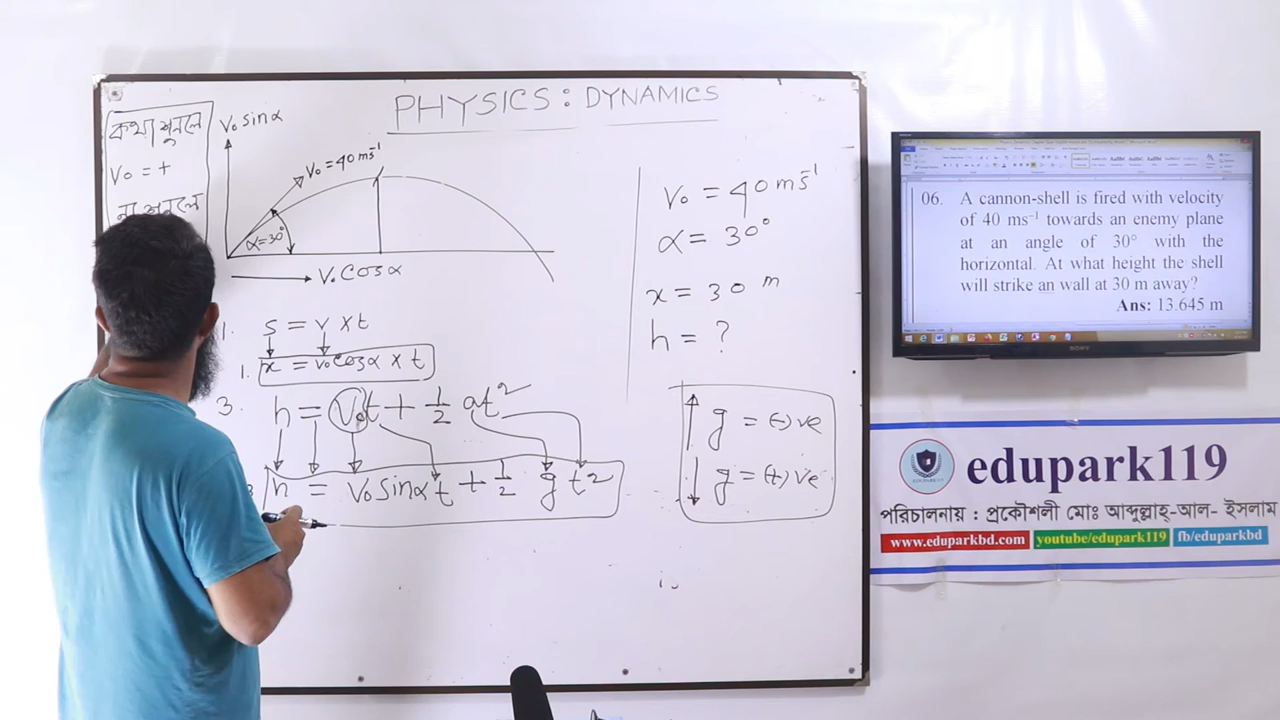 PHYSICS : DYNAMICS
কথা শুনলে
V₀ = +
না শুনলে
V₀ sinα
V₀ = 40 ms⁻¹
α = 30°
V₀ cosα
1. S = V × t
1. x = V₀ cosα × t
3. h = V₀t + 1/2 at²
3 h = V₀ sinα t + 1/2 g t²
V₀ = 40 ms⁻¹
α = 30°
x = 30 m
h = ?
↑ g = (-) ve
↓ g = (+) ve
06. A cannon-shell is fired with velocity
of 40 ms⁻¹ towards an enemy plane
at an angle of 30° with the
horizontal. At what height the shell
will strike an wall at 30 m away?
Ans: 13.645 m
SONY
EDUPARK119
edupark119
পরিচালনায় : প্রকৌশলী মোঃ আব্দুল্লাহ্-আল- ইসলাম
www.eduparkbd.com youtube/edupark119 fb/eduparkbd